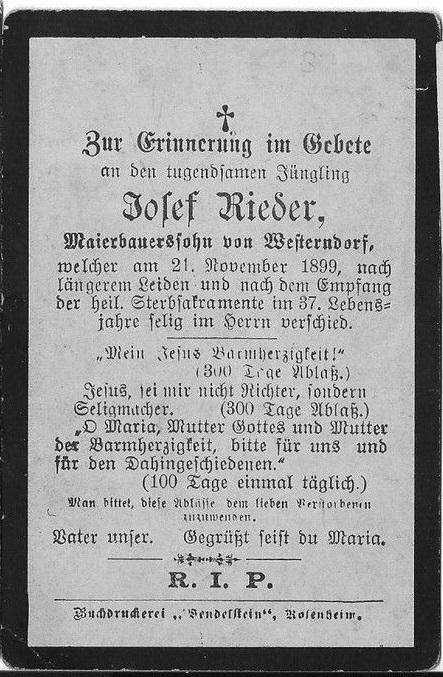 Zur Erinnerung im Gebete
an den tugendsamen Jüngling
Josef Rieder,
Maierbauerssohn von Westerndorf,
welcher am 21. November 1899, nach
längerem Leiden und nach dem Empfang
der heil. Sterbsakramente im 37. Lebens=
jahre selig im Herrn verschied.
„Mein Jesus Barmherzigkeit!"
(300 Tage Ablaß.)
Jesus, sei mir nicht Richter, sondern
Seligmacher. (300 Tage Ablaß.)
„O Maria, Mutter Gottes und Mutter
der Barmherzigkeit, bitte für uns und
für den Dahingeschiedenen."
(100 Tage einmal täglich.)
Man bittet, diese Ablässe dem lieben Verstorbenen
zuzuwenden.
Vater unser. Gegrüßt seist du Maria.
R. I. P.
Buchdruckerei „Wendelstein", Rosenheim.